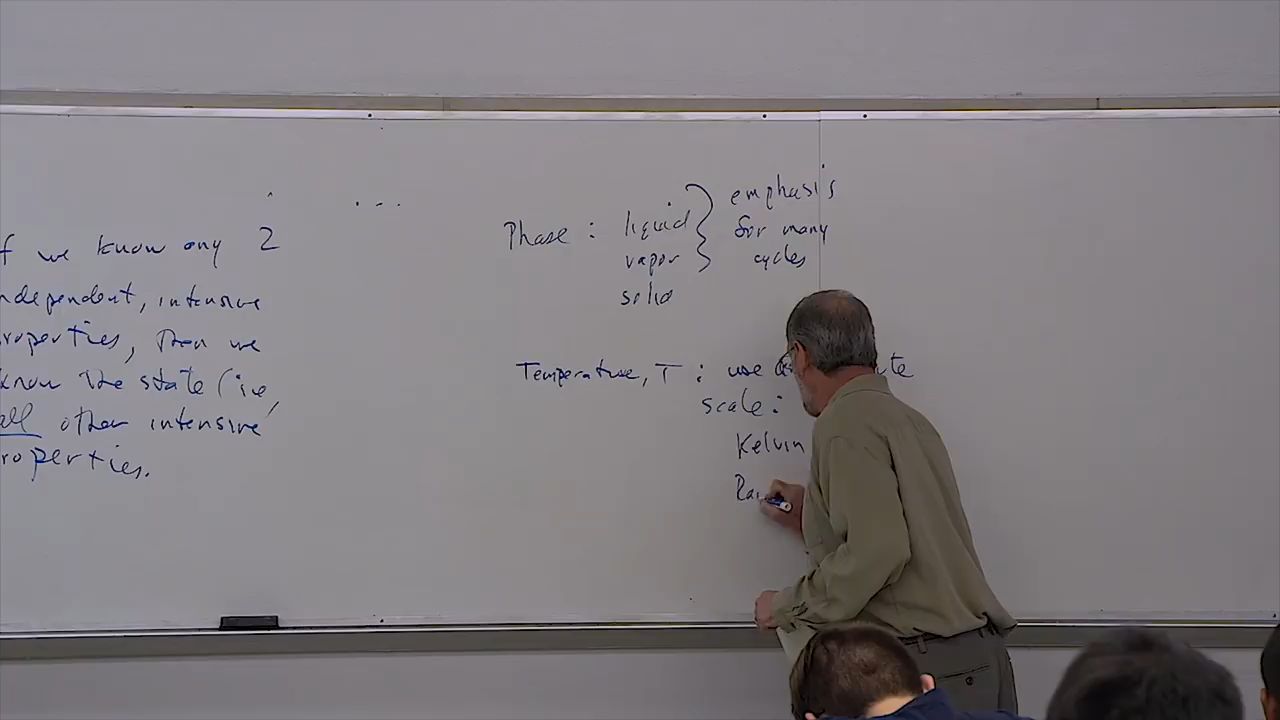 ...
f we know any 2
ndependent, intensive
roperties, then we
know the state (ie,
all other intensive
roperties.
Phase : liquid
vapor
solid
emphasis
for many
cycles
Temperature, T : use
scale:
Kelvin
Ra